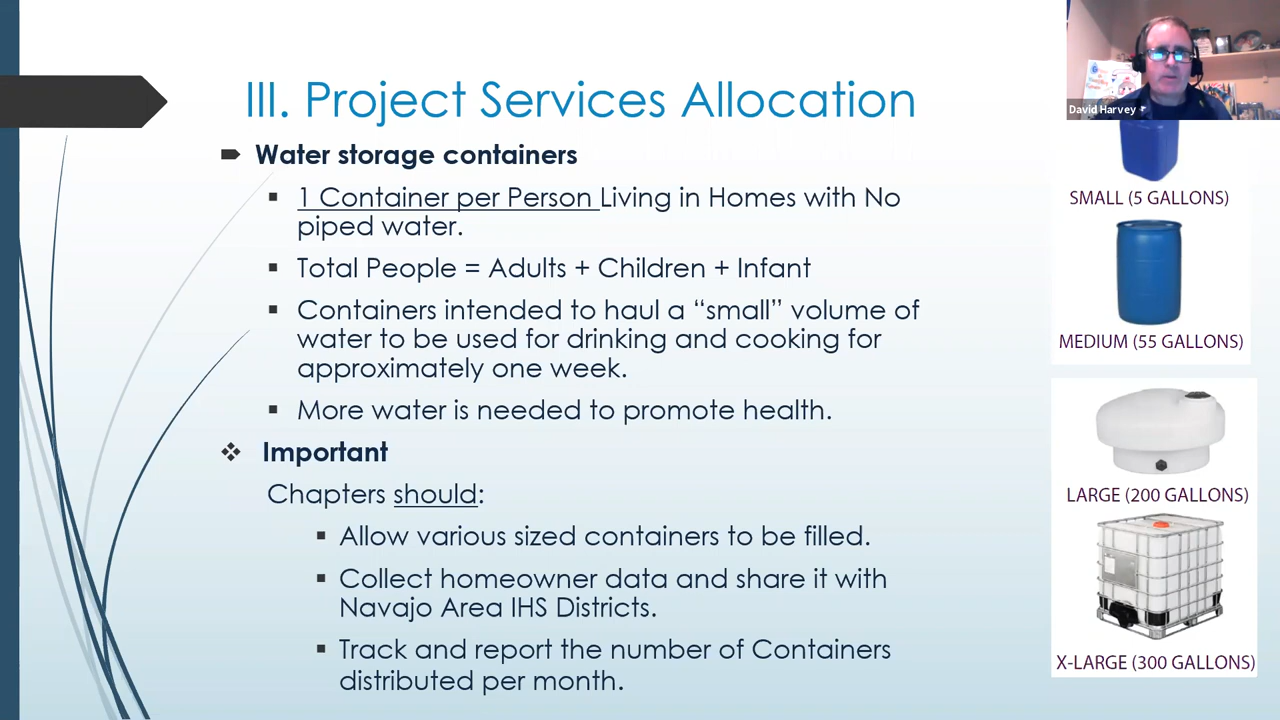 III. Project Services Allocation
Water storage containers
1 Container per Person Living in Homes with No
piped water.
Total People = Adults + Children + Infant
Containers intended to haul a “small” volume of
water to be used for drinking and cooking for
approximately one week.
More water is needed to promote health.
Important
Chapters should:
Allow various sized containers to be filled.
Collect homeowner data and share it with
Navajo Area IHS Districts.
Track and report the number of Containers
distributed per month.
David Harvey
SMALL (5 GALLONS)
MEDIUM (55 GALLONS)
LARGE (200 GALLONS)
X-LARGE (300 GALLONS)